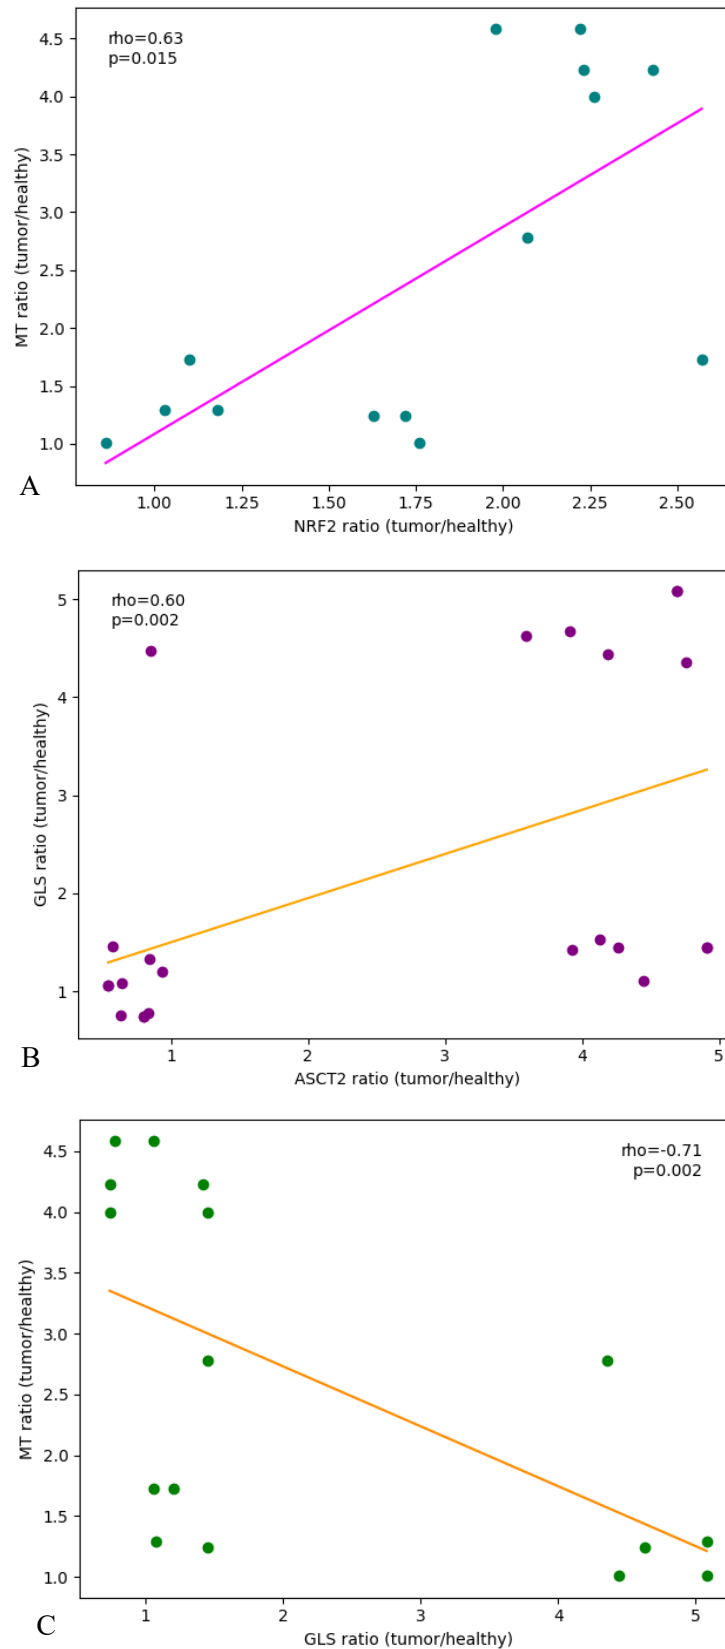 rho=0.63
p=0.015
4.5
4.0
3.5
3.0
2.5
2.0
1.5
1.0
MT ratio (tumor/healthy)
1.00 1.25 1.50 1.75 2.00 2.25 2.50
NRF2 ratio (tumor/healthy)
A
rho=0.60
p=0.002
5
4
3
2
1
GLS ratio (tumor/healthy)
1 2 3 4 5
ASCT2 ratio (tumor/healthy)
B
rho=-0.71
p=0.002
4.5
4.0
3.5
3.0
2.5
2.0
1.5
1.0
MT ratio (tumor/healthy)
1 2 3 4 5
GLS ratio (tumor/healthy)
C